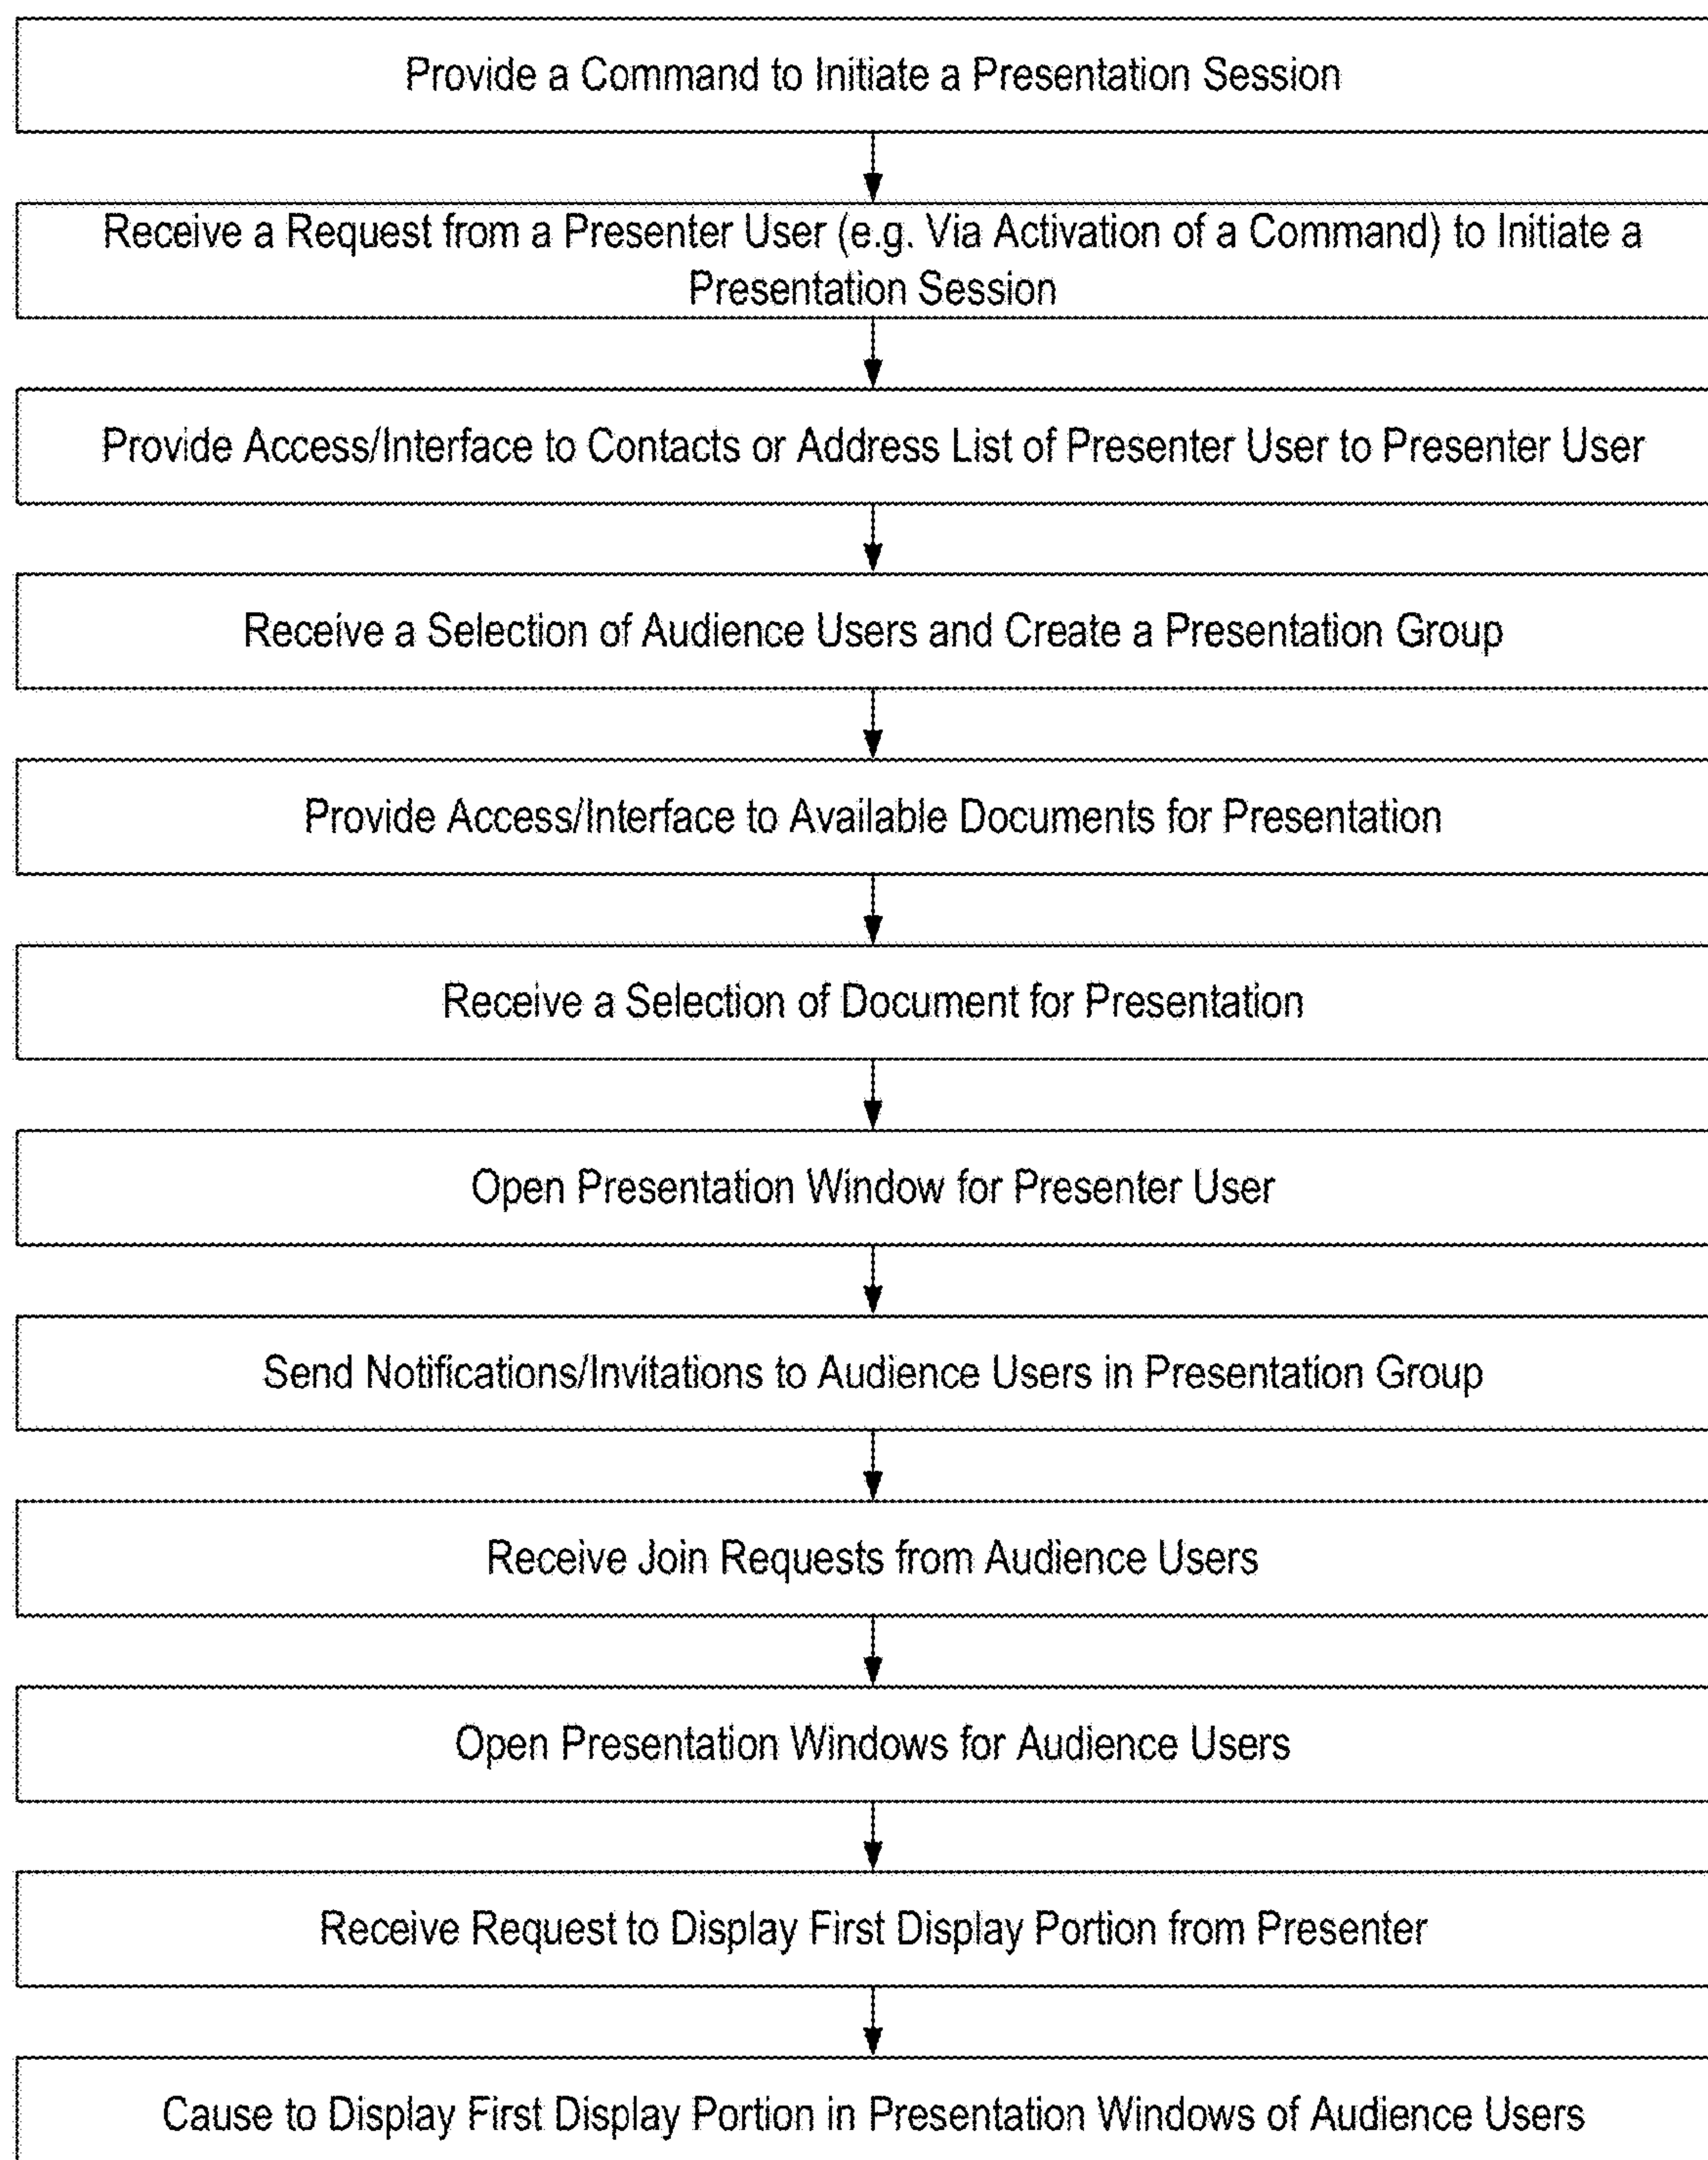 Provide a Command to Initiate a Presentation Session
Receive a Request from a Presenter User (e.g. Via Activation of a Command) to Initiate a
Presentation Session
Provide Access/Interface to Contacts or Address List of Presenter User to Presenter User
Receive a Selection of Audience Users and Create a Presentation Group
Provide Access/Interface to Available Documents for Presentation
Receive a Selection of Document for Presentation
Open Presentation Window for Presenter User
Send Notifications/Invitations to Audience Users in Presentation Group
Receive Join Requests from Audience Users
Open Presentation Windows for Audience Users
Receive Request to Display First Display Portion from Presenter
Cause to Display First Display Portion in Presentation Windows of Audience Users